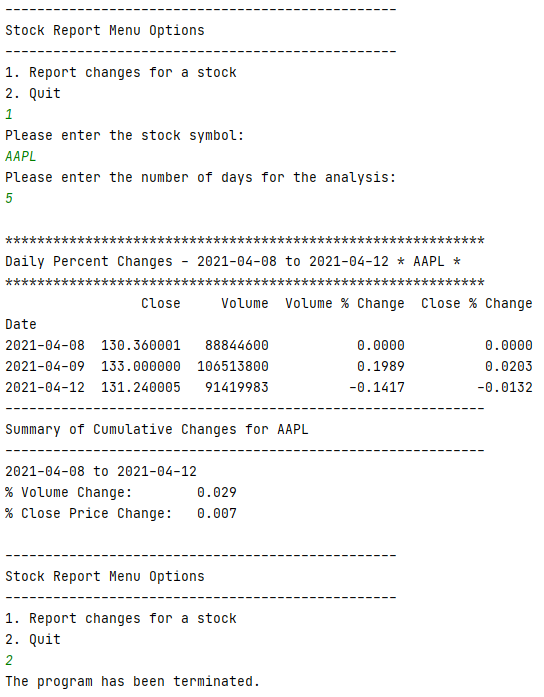 -------------------------------------------------
Stock Report Menu Options
-------------------------------------------------
1. Report changes for a stock
2. Quit
1
Please enter the stock symbol:
AAPL
Please enter the number of days for the analysis:
5

************************************************************
Daily Percent Changes - 2021-04-08 to 2021-04-12 * AAPL *
************************************************************
                 Close     Volume  Volume % Change  Close % Change
Date
2021-04-08  130.360001   88844600           0.0000          0.0000
2021-04-09  133.000000  106513800           0.1989          0.0203
2021-04-12  131.240005   91419983          -0.1417         -0.0132
------------------------------------------------------------
Summary of Cumulative Changes for AAPL
------------------------------------------------------------
2021-04-08 to 2021-04-12
% Volume Change:        0.029
% Close Price Change:   0.007

-------------------------------------------------
Stock Report Menu Options
-------------------------------------------------
1. Report changes for a stock
2. Quit
2
The program has been terminated.